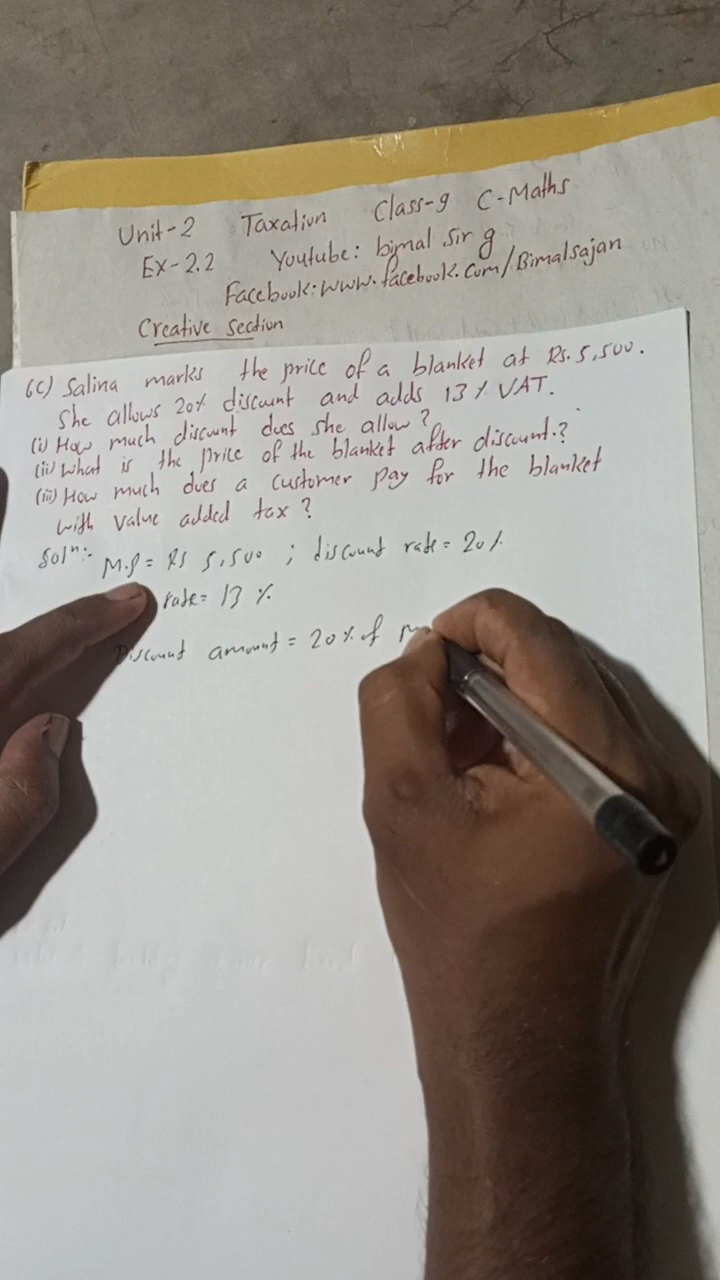 Unit-2 Taxation Class-9 C-Maths
Ex-2.2 Youtube: bimal sir g
Facebook:www.facebook.com/Bimalsajan
Creative section
6c) Salina marks the price of a blanket at Rs. 5,500.
She allows 20% discount and adds 13% VAT.
(i) How much discount does she allow?
(ii) What is the price of the blanket after discount.?
(iii) How much does a customer pay for the blanket
with value added tax?
Solⁿ:- M.P = Rs 5,500 ; discount rate = 20%
rate = 13 %
Discount amount = 20% of